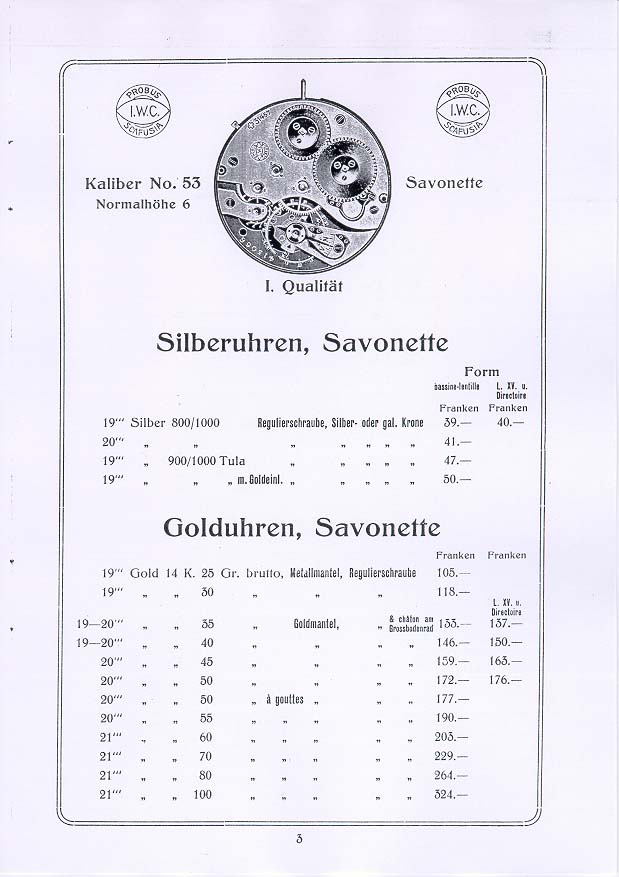 PROBUS
I.W.C.
SCAFUSIA
PROBUS
I.W.C.
SCAFUSIA
Kaliber No. 53
Normalhöhe 6
Savonette
I. Qualität
Silberuhren, Savonette
Form
bassine-lentille L. XV. u. Directoire
Franken Franken
19''' Silber 800/1000 Regulierschraube, Silber- oder gal. Krone 39.— 40.—
20''' „ „ „ „ „ „ „ 41.—
19''' „ 900/1000 Tula „ „ „ „ „ 47.—
19''' „ „ „ m. Goldeinl. „ „ „ „ „ 50.—
Golduhren, Savonette
Franken Franken
19''' Gold 14 K. 25 Gr. brutto, Metallmantel, Regulierschraube 105.—
19''' „ „ 30 „ „ „ 118.—
L. XV. u.
Directoire
19—20''' „ „ 35 „ Goldmantel, „ & châton am Grossbodenrad 133.— 137.—
19—20''' „ „ 40 „ „ „ „ 146.— 150.—
20''' „ „ 45 „ „ „ „ 159.— 163.—
20''' „ „ 50 „ „ „ „ 172.— 176.—
20''' „ „ 50 „ à gouttes „ „ „ 177.—
20''' „ „ 55 „ „ „ „ „ 190.—
21''' „ „ 60 „ „ „ „ „ 203.—
21''' „ „ 70 „ „ „ „ „ 229.—
21''' „ „ 80 „ „ „ „ „ 264.—
21''' „ „ 100 „ „ „ „ „ 324.—
3